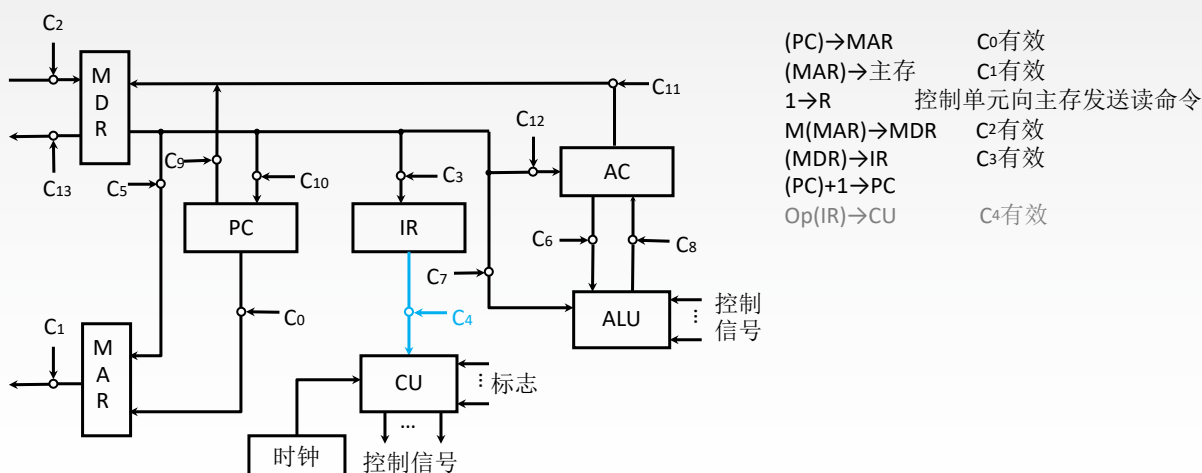 C2
M
D
R
C11
C12
C13
C5
C9
C10
C3
AC
PC
IR
C6
C8
C7
C1
M
A
R
C0
C4
ALU
控制
⋮
信号
CU
⋮
标志
...
时钟
控制信号
(PC)→MAR C0有效
(MAR)→主存 C1有效
1→R 控制单元向主存发送读命令
M(MAR)→MDR C2有效
(MDR)→IR C3有效
(PC)+1→PC
Op(IR)→CU C4有效